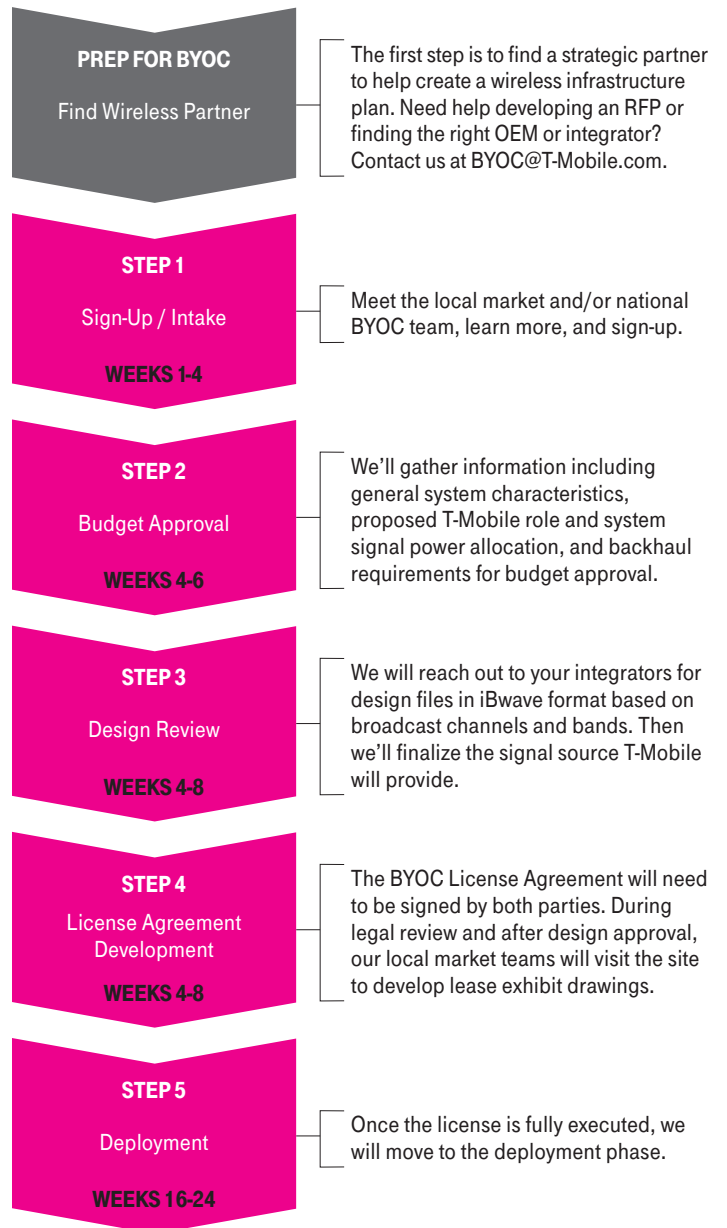 PREP FOR BYOC
Find Wireless Partner
The first step is to find a strategic partner
to help create a wireless infrastructure
plan. Need help developing an RFP or
finding the right OEM or integrator?
Contact us at BYOC@T-Mobile.com.
STEP 1
Sign-Up / Intake
WEEKS 1-4
Meet the local market and/or national
BYOC team, learn more, and sign-up.
STEP 2
Budget Approval
WEEKS 4-6
We’ll gather information including
general system characteristics,
proposed T-Mobile role and system
signal power allocation, and backhaul
requirements for budget approval.
STEP 3
Design Review
WEEKS 4-8
We will reach out to your integrators for
design files in iBwave format based on
broadcast channels and bands. Then
we’ll finalize the signal source T-Mobile
will provide.
STEP 4
License Agreement
Development
WEEKS 4-8
The BYOC License Agreement will need
to be signed by both parties. During
legal review and after design approval,
our local market teams will visit the site
to develop lease exhibit drawings.
STEP 5
Deployment
WEEKS 16-24
Once the license is fully executed, we
will move to the deployment phase.